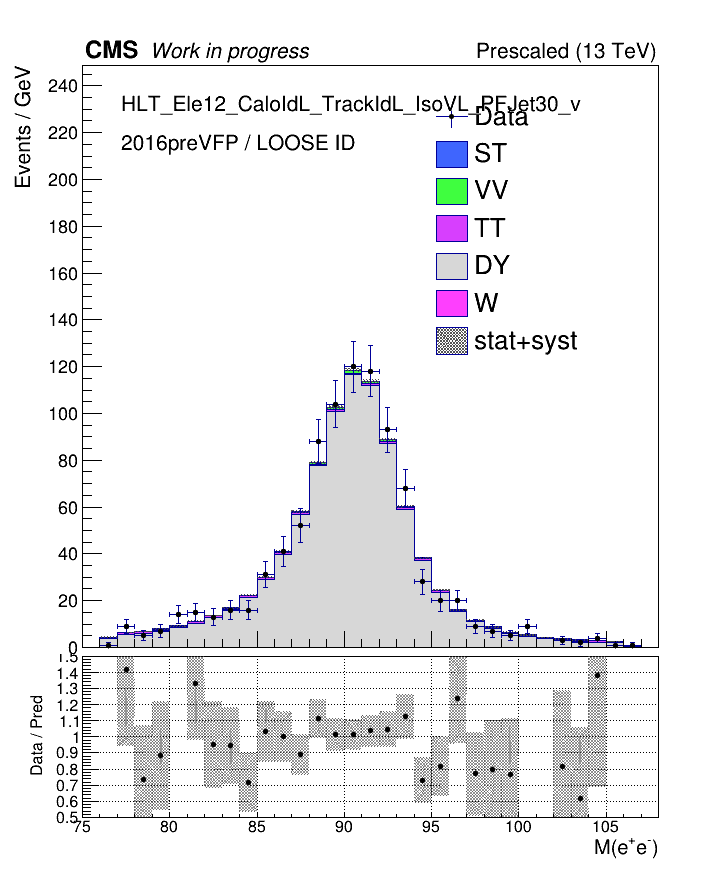 CMS Work in progress Prescaled (13 TeV)
Events / GeV
HLT_Ele12_CaloIdL_TrackIdL_IsoVL_PFJet30_v
2016preVFP / LOOSE ID
Data
ST
VV
TT
DY
W
stat+syst
240
220
200
180
160
140
120
100
80
60
40
20
0
Data / Pred
1.5
1.4
1.3
1.2
1.1
1
0.9
0.8
0.7
0.6
0.5
75 80 85 90 95 100 105
M(e⁺e⁻)